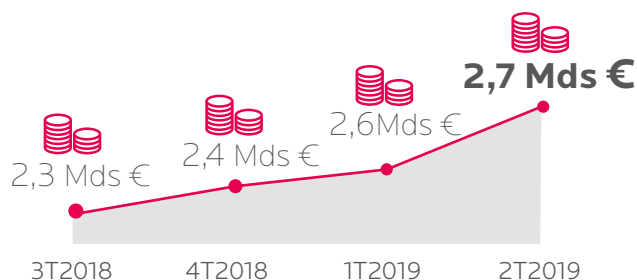 2,7 Mds €
2,6Mds €
2,4 Mds €
2,3 Mds €
3T2018 4T2018 1T2019 2T2019